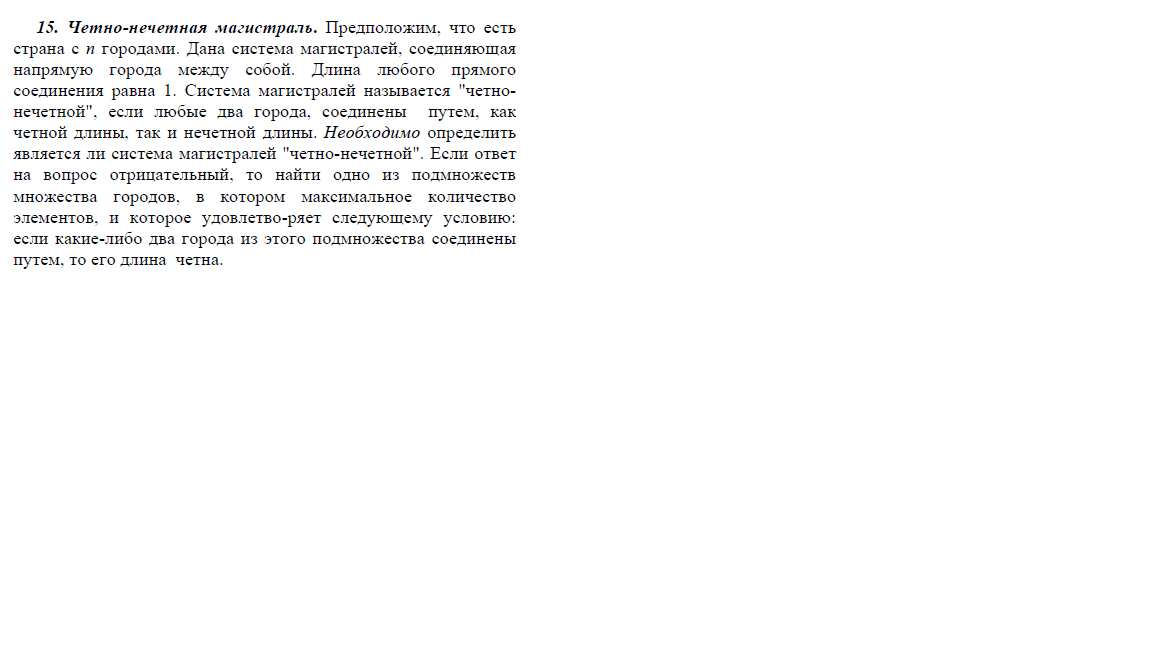 15. Четно-нечетная магистраль. Предположим, что есть
страна с n городами. Дана система магистралей, соединяющая
напрямую города между собой. Длина любого прямого
соединения равна 1. Система магистралей называется "четно-
нечетной", если любые два города, соединены путем, как
четной длины, так и нечетной длины. Необходимо определить
является ли система магистралей "четно-нечетной". Если ответ
на вопрос отрицательный, то найти одно из подмножеств
множества городов, в котором максимальное количество
элементов, и которое удовлетво-ряет следующему условию:
если какие-либо два города из этого подмножества соединены
путем, то его длина четна.